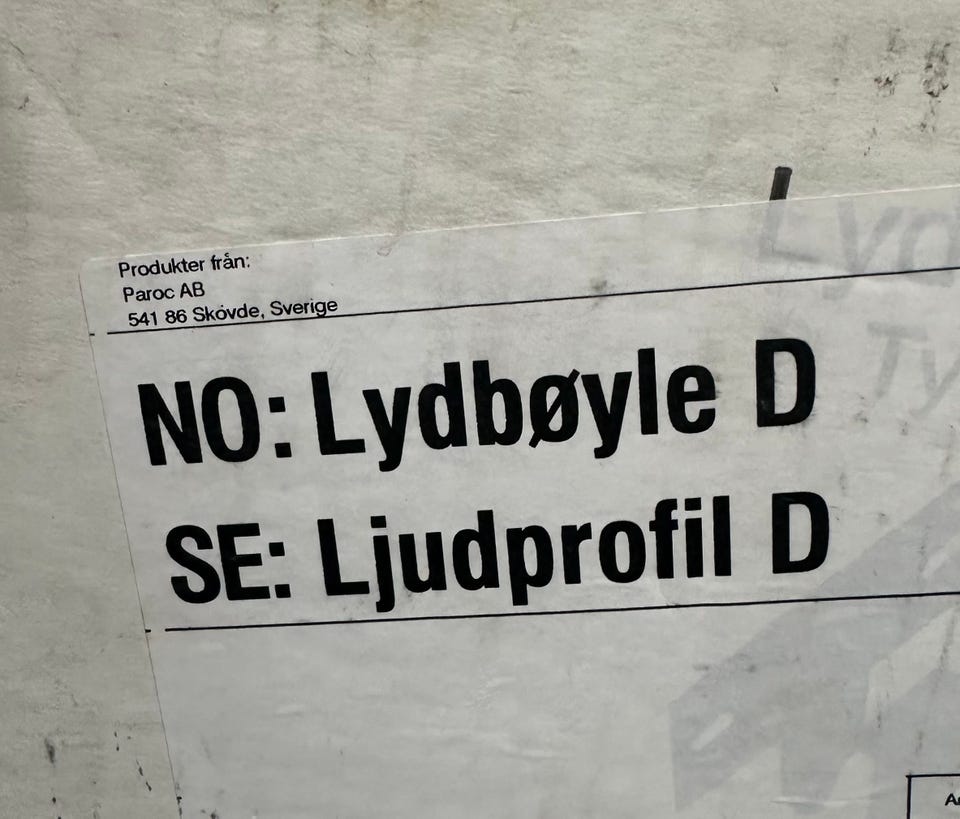 Produkter från:
Paroc AB
541 86 Skövde, Sverige
NO: Lydbøyle D
SE: Ljudprofil D